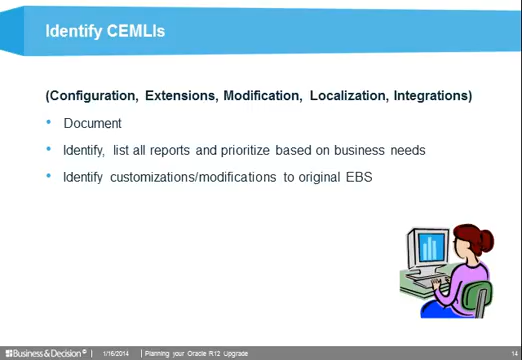 Identify CEMLIs
(Configuration, Extensions, Modification, Localization, Integrations)
• Document
• Identify, list all reports and prioritize based on business needs
• Identify customizations/modifications to original EBS
Business & Decision | 1/16/2014 | Planning your Oracle R12 Upgrade 14